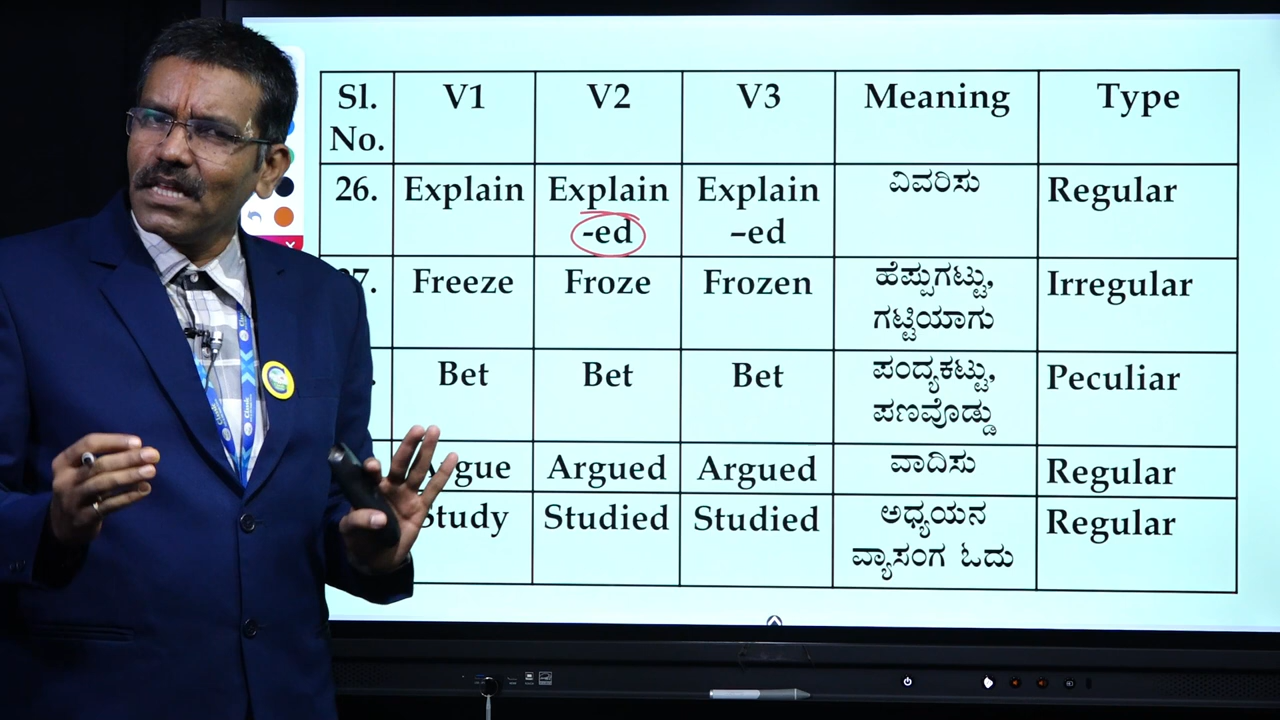 Sl. No. V1 V2 V3 Meaning Type
26. Explain Explain -ed Explain –ed ವಿವರಿಸು Regular
Freeze Froze Frozen ಹೆಪ್ಪುಗಟ್ಟು, ಗಟ್ಟಿಯಾಗು Irregular
Bet Bet Bet ಪಂದ್ಯಕಟ್ಟು, ಪಣವೊಡ್ಡು Peculiar
Argued Argued ವಾದಿಸು Regular
Study Studied Studied ಅಧ್ಯಯನ ವ್ಯಾಸಂಗ ಓದು Regular